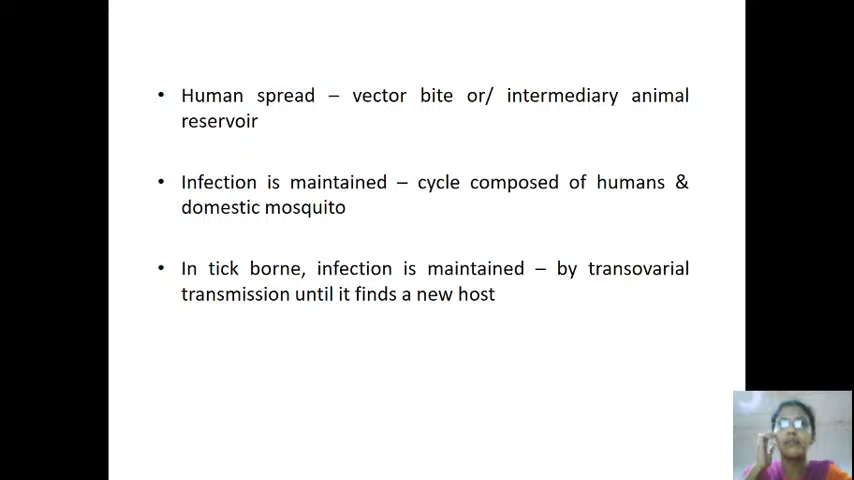 • Human spread – vector bite or/ intermediary animal
reservoir
• Infection is maintained – cycle composed of humans &
domestic mosquito
• In tick borne, infection is maintained – by transovarial
transmission until it finds a new host